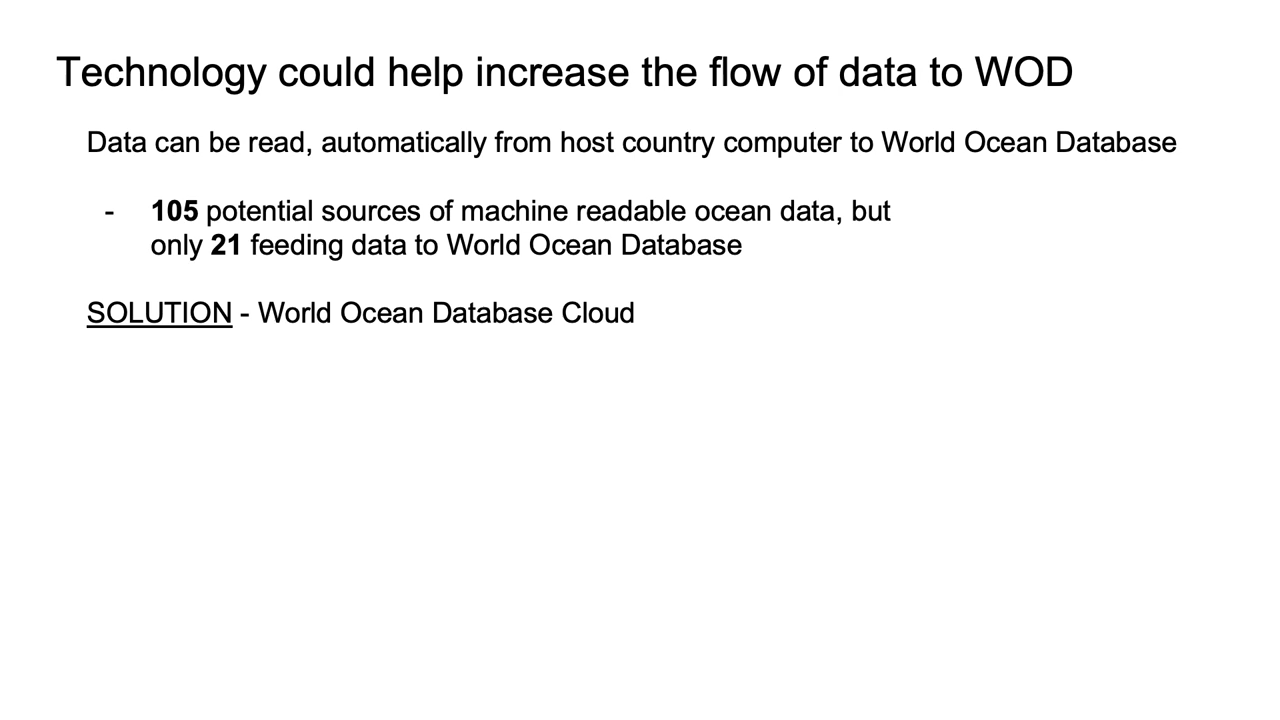 Technology could help increase the flow of data to WOD
Data can be read, automatically from host country computer to World Ocean Database
- 105 potential sources of machine readable ocean data, but
only 21 feeding data to World Ocean Database
SOLUTION - World Ocean Database Cloud